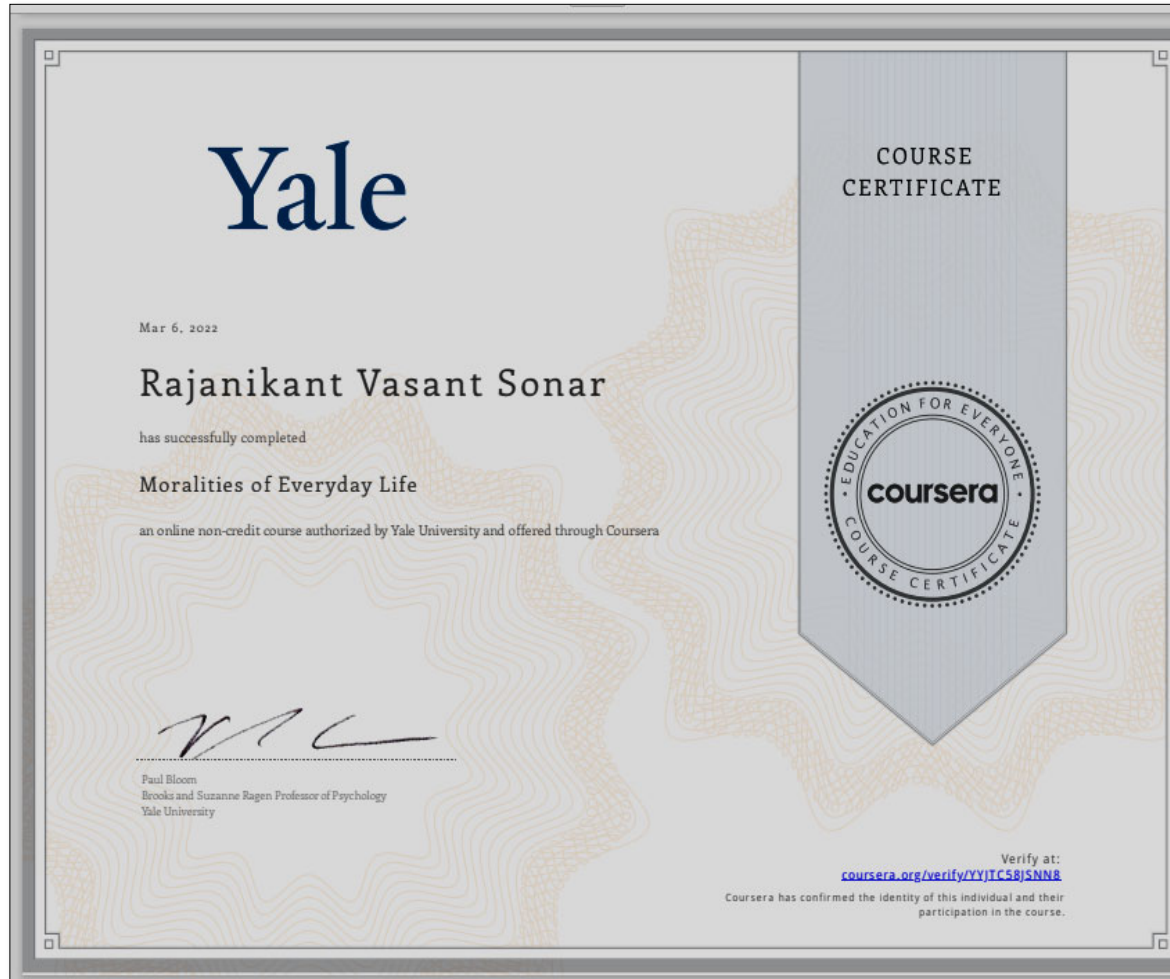 Yale
COURSE
CERTIFICATE
Mar 6, 2022
Rajanikant Vasant Sonar
has successfully completed
Moralities of Everyday Life
an online non-credit course authorized by Yale University and offered through Coursera
EDUCATION FOR EVERYONE
coursera
COURSE CERTIFICATE
Paul Bloom
Brooks and Suzanne Ragen Professor of Psychology
Yale University
Verify at:
coursera.org/verify/YYJTC58JSNN8
Coursera has confirmed the identity of this individual and their
participation in the course.